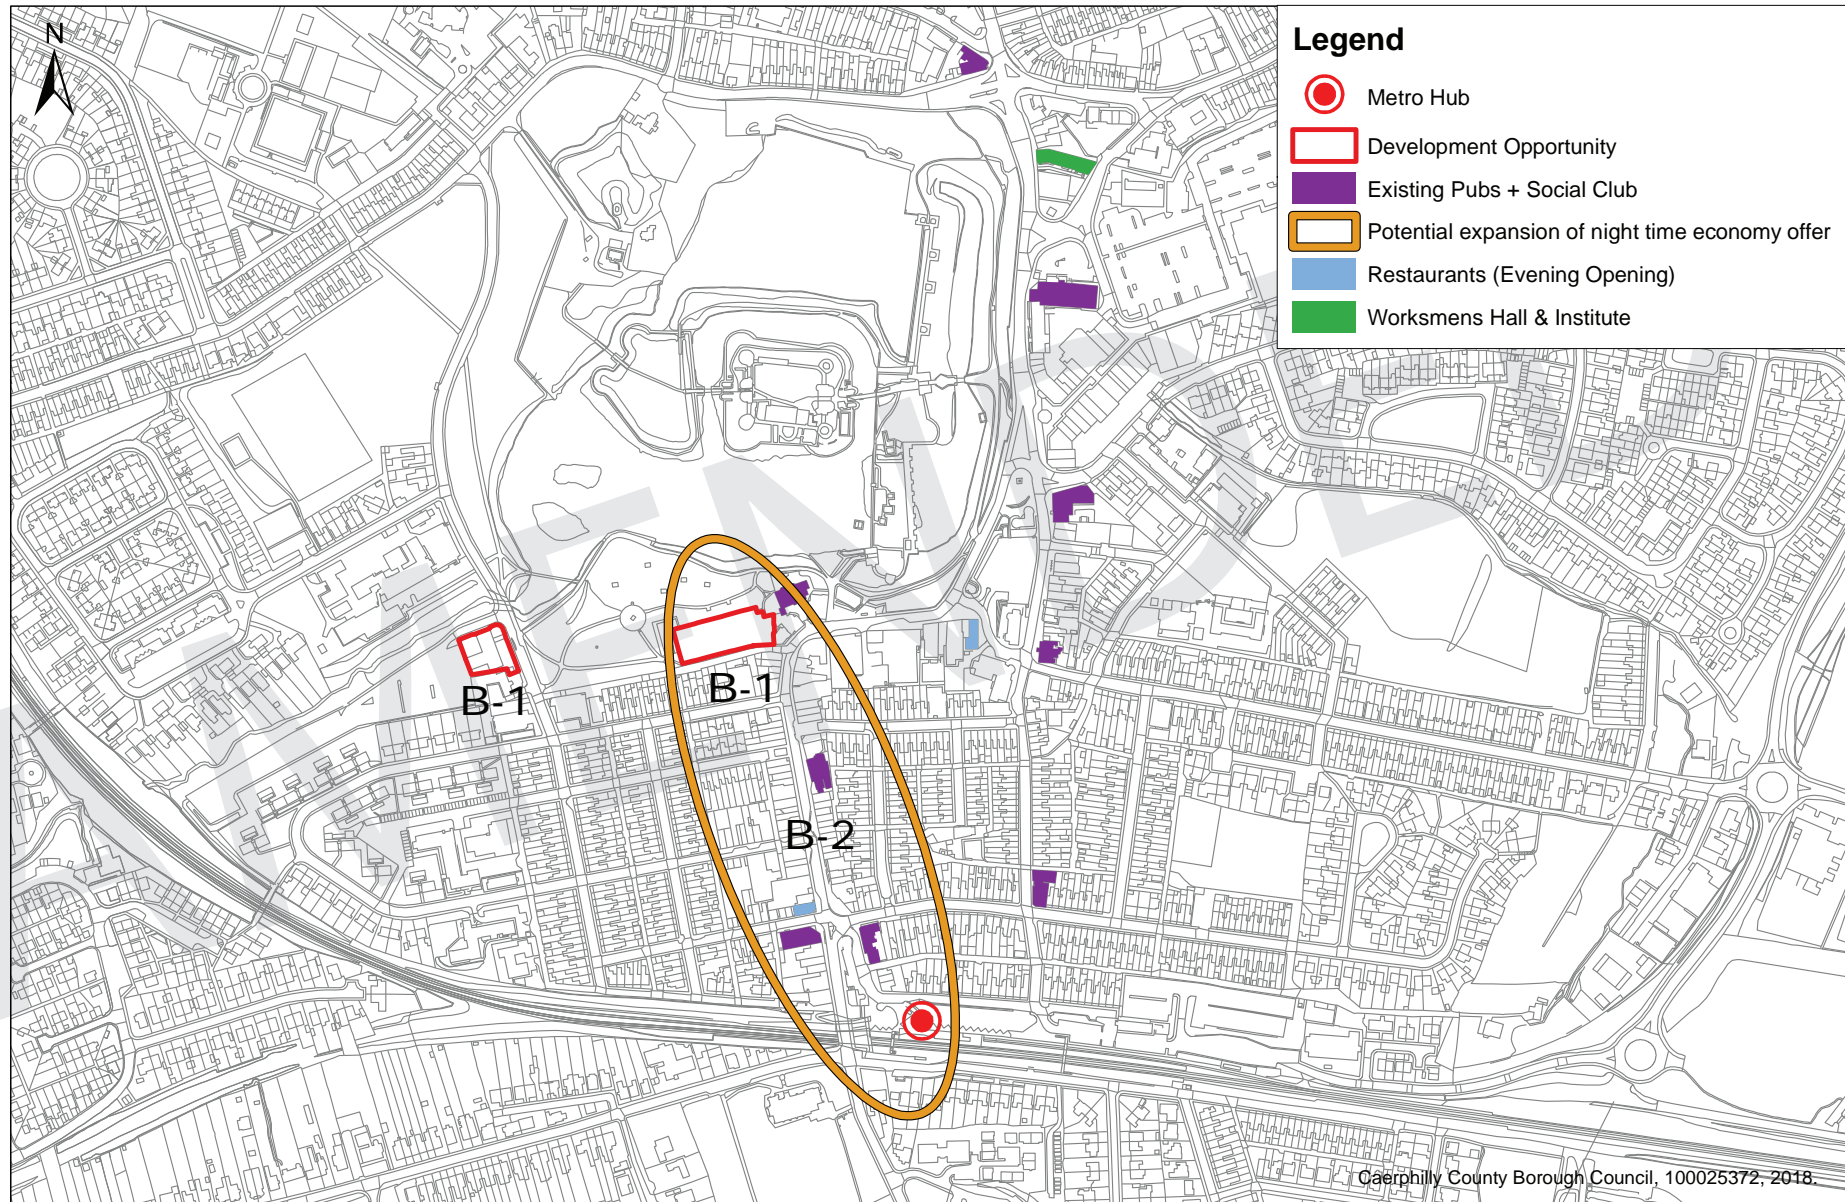 N
Legend
Metro Hub
Development Opportunity
Existing Pubs + Social Club
Potential expansion of night time economy offer
Restaurants (Evening Opening)
Worksmens Hall & Institute
AMENDED
B-1
B-1
B-2
Caerphilly County Borough Council, 100025372, 2018.